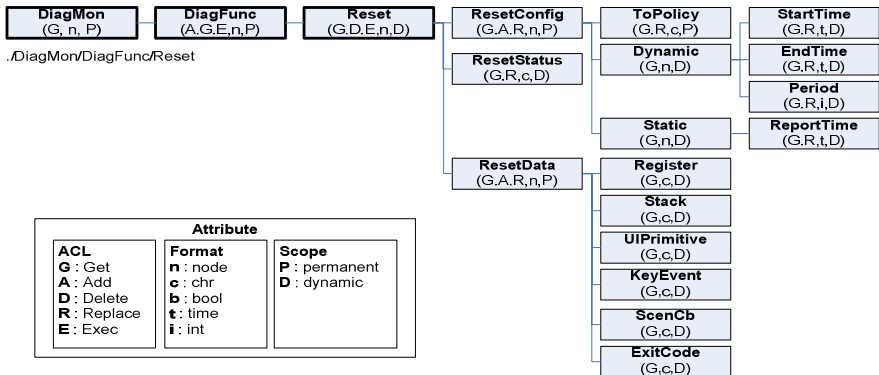 DiagMon
(G, n, P)
DiagFunc
(A.G.E,n,P)
Reset
(G.D.E,n,D)
ResetConfig
(G.A.R,n,P)
ToPolicy
(G.R,c,P)
StartTime
(G.R,t,D)
./DiagMon/DiagFunc/Reset
ResetStatus
(G.R,c,D)
Dynamic
(G,n,D)
EndTime
(G.R,t,D)
Period
(G.R,i,D)
Static
(G,n,D)
ReportTime
(G.R,t,D)
ResetData
(G.A.R,n,P)
Register
(G,c,D)
Stack
(G,c,D)
UIPrimitive
(G,c,D)
KeyEvent
(G,c,D)
ScenCb
(G,c,D)
ExitCode
(G,c,D)
Attribute
ACL
G : Get
A : Add
D : Delete
R : Replace
E : Exec
Format
n : node
c : chr
b : bool
t : time
i : int
Scope
P : permanent
D : dynamic